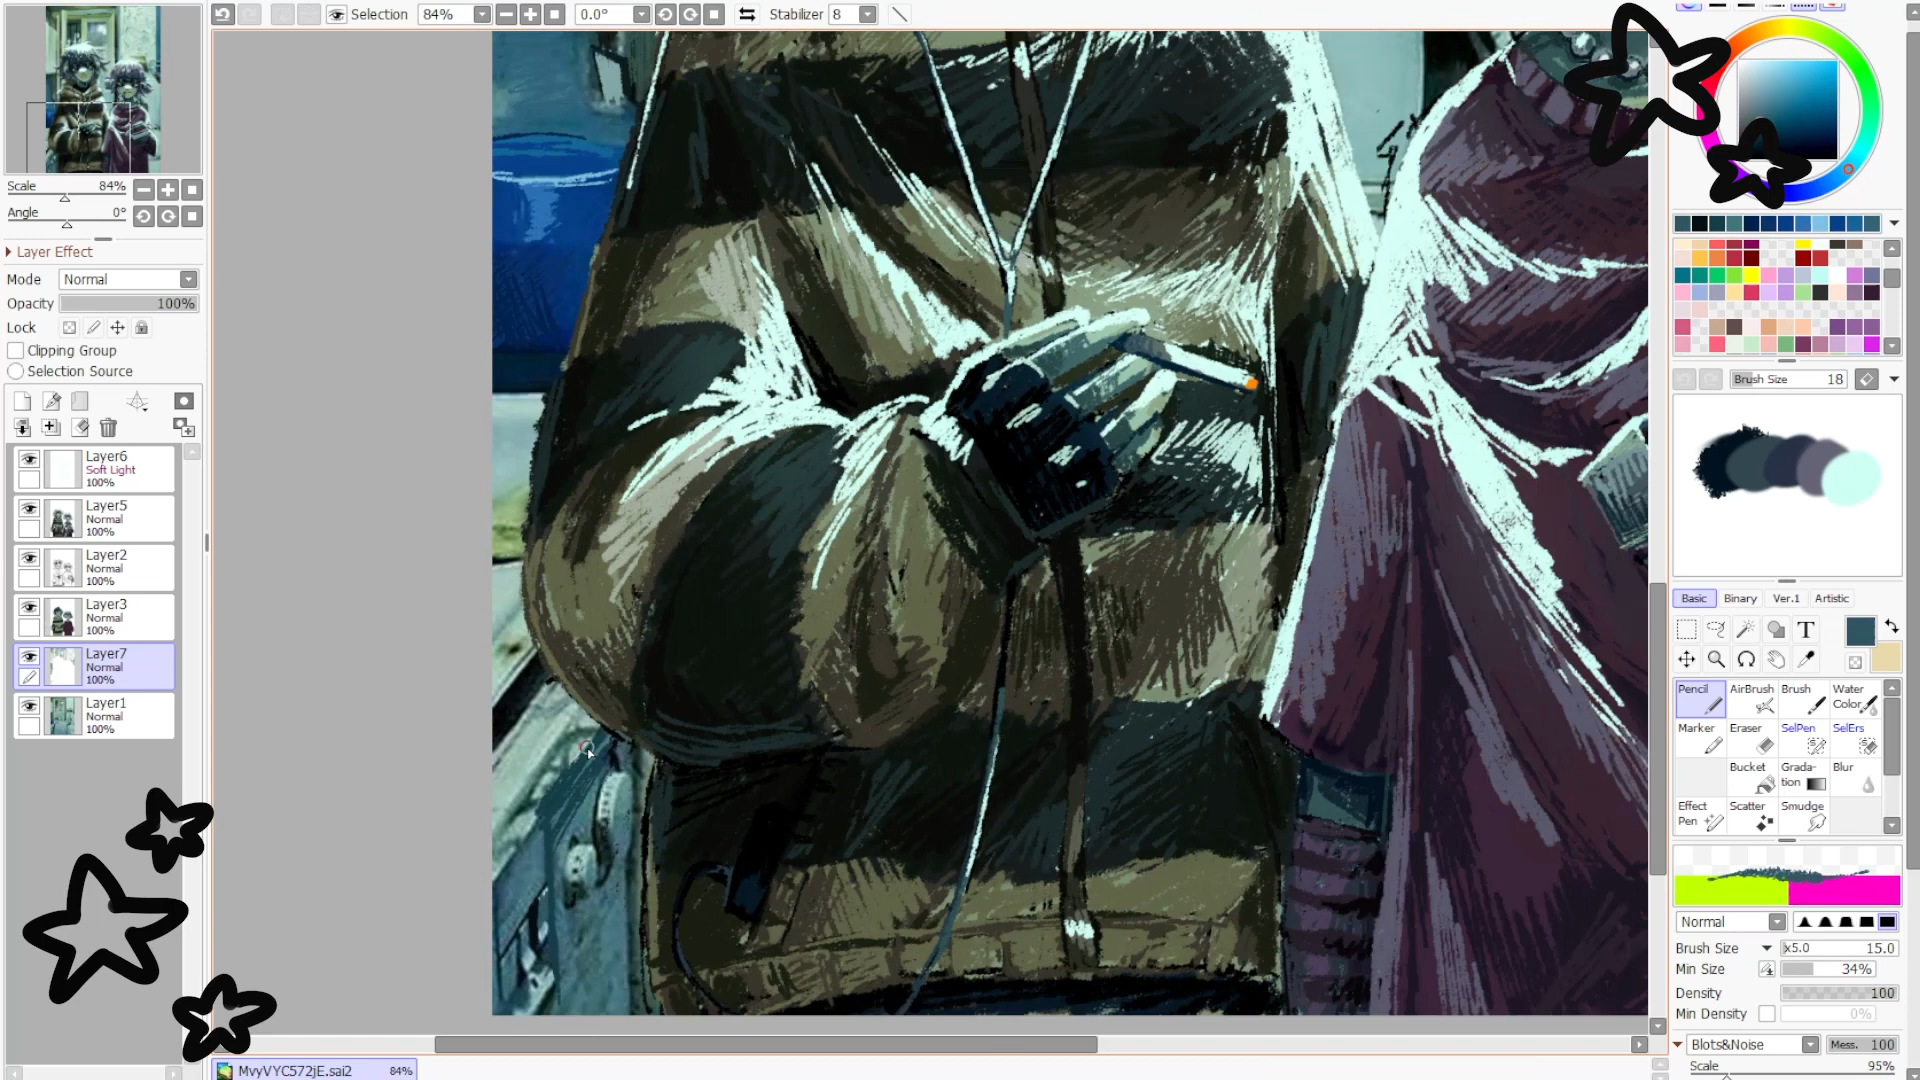 Selection
84%
0.0°
Stabilizer
8
Scale
84%
Angle
0°
Layer Effect
Mode
Normal
Opacity
100%
Lock
Clipping Group
Selection Source
Layer6
Soft Light
100%
Layer5
Normal
100%
Layer2
Normal
100%
Layer3
Normal
100%
Layer7
Normal
100%
Layer1
Normal
100%
MvyVYC572jE.sai2
84%
Brush Size
18
Basic
Binary
Ver.1
Artistic
T
Pencil
AirBrush
Brush
Water
Color
Marker
Eraser
SelPen
SelErs
Bucket
Grada-
tion
Blur
Effect
Pen
Scatter
Smudge
Normal
Brush Size
x5.0
15.0
Min Size
34%
Density
100
Min Density
0%
Blots&Noise
Mess.
100
Scale
95%